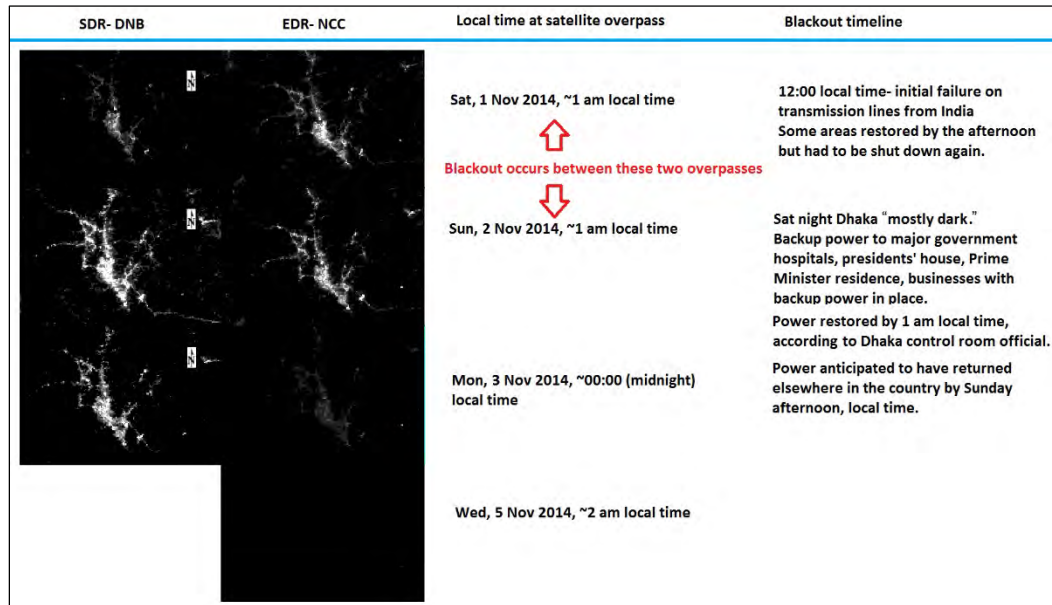 SDR- DNB
EDR- NCC
Local time at satellite overpass
Blackout timeline
N
Sat, 1 Nov 2014, ~1 am local time
12:00 local time- initial failure on
transmission lines from India
Some areas restored by the afternoon
but had to be shut down again.
Blackout occurs between these two overpasses
N
Sun, 2 Nov 2014, ~1 am local time
Sat night Dhaka “mostly dark.”
Backup power to major government
hospitals, presidents' house, Prime
Minister residence, businesses with
backup power in place.
Power restored by 1 am local time,
according to Dhaka control room official.
N
Mon, 3 Nov 2014, ~00:00 (midnight)
local time
Power anticipated to have returned
elsewhere in the country by Sunday
afternoon, local time.
Wed, 5 Nov 2014, ~2 am local time